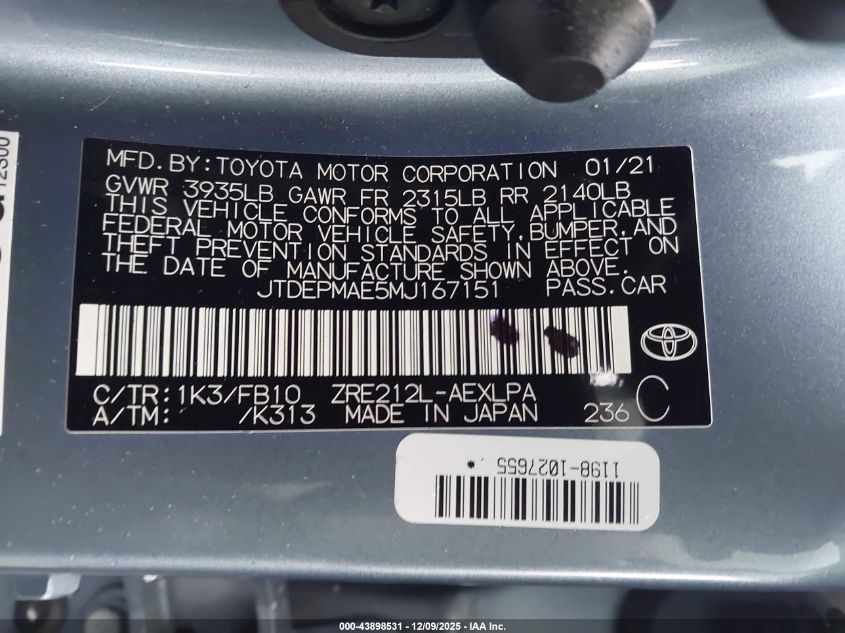 MFD. BY: TOYOTA MOTOR CORPORATION 01/21
GVWR 3935LB GAWR FR 2315LB RR 2140LB
THIS VEHICLE CONFORMS TO ALL APPLICABLE
FEDERAL MOTOR VEHICLE SAFETY, BUMPER, AND
THEFT PREVENTION STANDARDS IN EFFECT ON
THE DATE OF MANUFACTURE SHOWN ABOVE.
JTDEPMAE5MJ167151 PASS. CAR
C/TR: 1K3/FB10 ZRE212L-AEXLPA
A/TM: /K313 MADE IN JAPAN 236 C
1198-1027655 *
12300
000-43898531 - 12/09/2025 - IAA Inc.